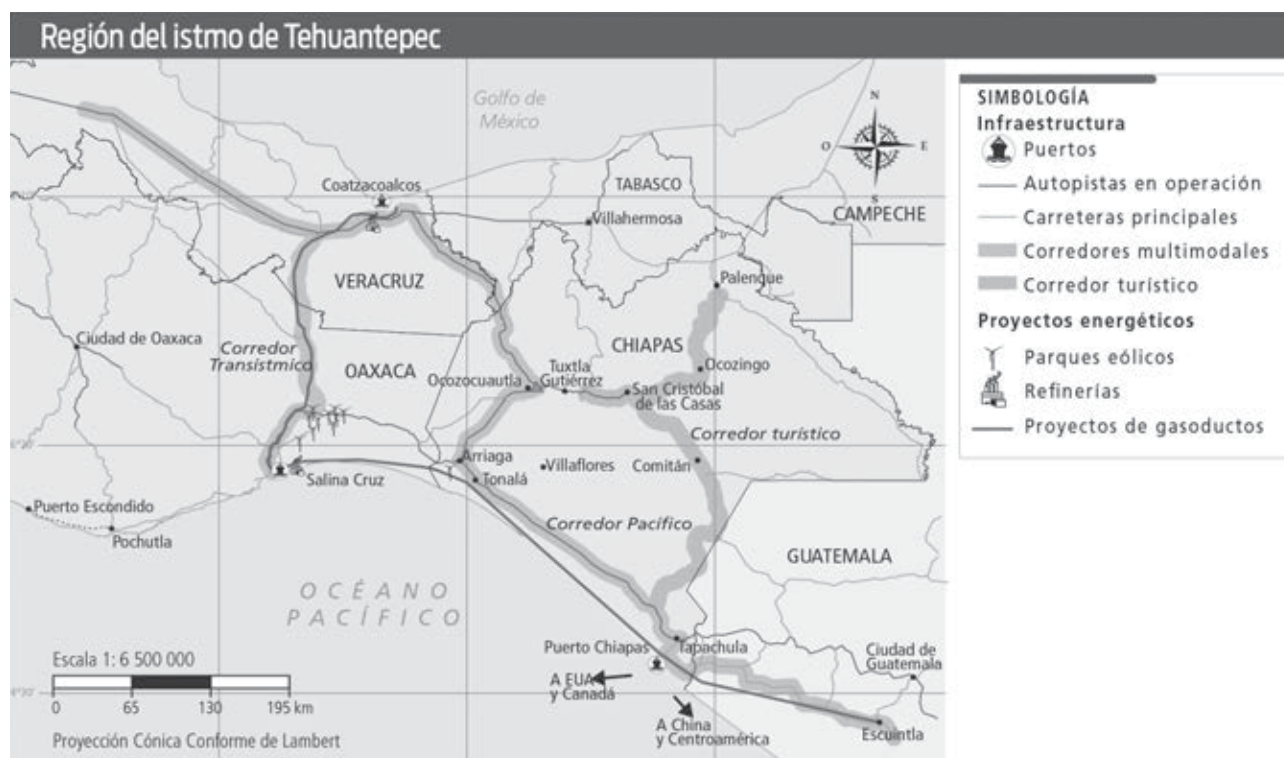 Región del istmo de Tehuantepec
Golfo de
México
N
O
E
S
Coatzacoalcos
TABASCO
CAMPECHE
Villahermosa
VERACRUZ
Palenque
Ciudad de Oaxaca
Corredor
Transístmico
OAXACA
CHIAPAS
Ocozocuautla
Tuxtla
Gutiérrez
Ocozingo
San Cristóbal
de las Casas
Corredor turístico
Arriaga
Villaflores
Comitán
Salina Cruz
Tonalá
Puerto Escondido
Pochutla
Corredor Pacífico
GUATEMALA
OCÉANO
PACÍFICO
Puerto Chiapas
Tapachula
Ciudad de
Guatemala
A EUA
y Canadá
A China
y Centroamérica
Escuintla
Escala 1: 6 500 000
0 65 130 195 km
Proyección Cónica Conforme de Lambert
SIMBOLOGÍA
Infraestructura
Puertos
Autopistas en operación
Carreteras principales
Corredores multimodales
Corredor turístico
Proyectos energéticos
Parques eólicos
Refinerías
Proyectos de gasoductos